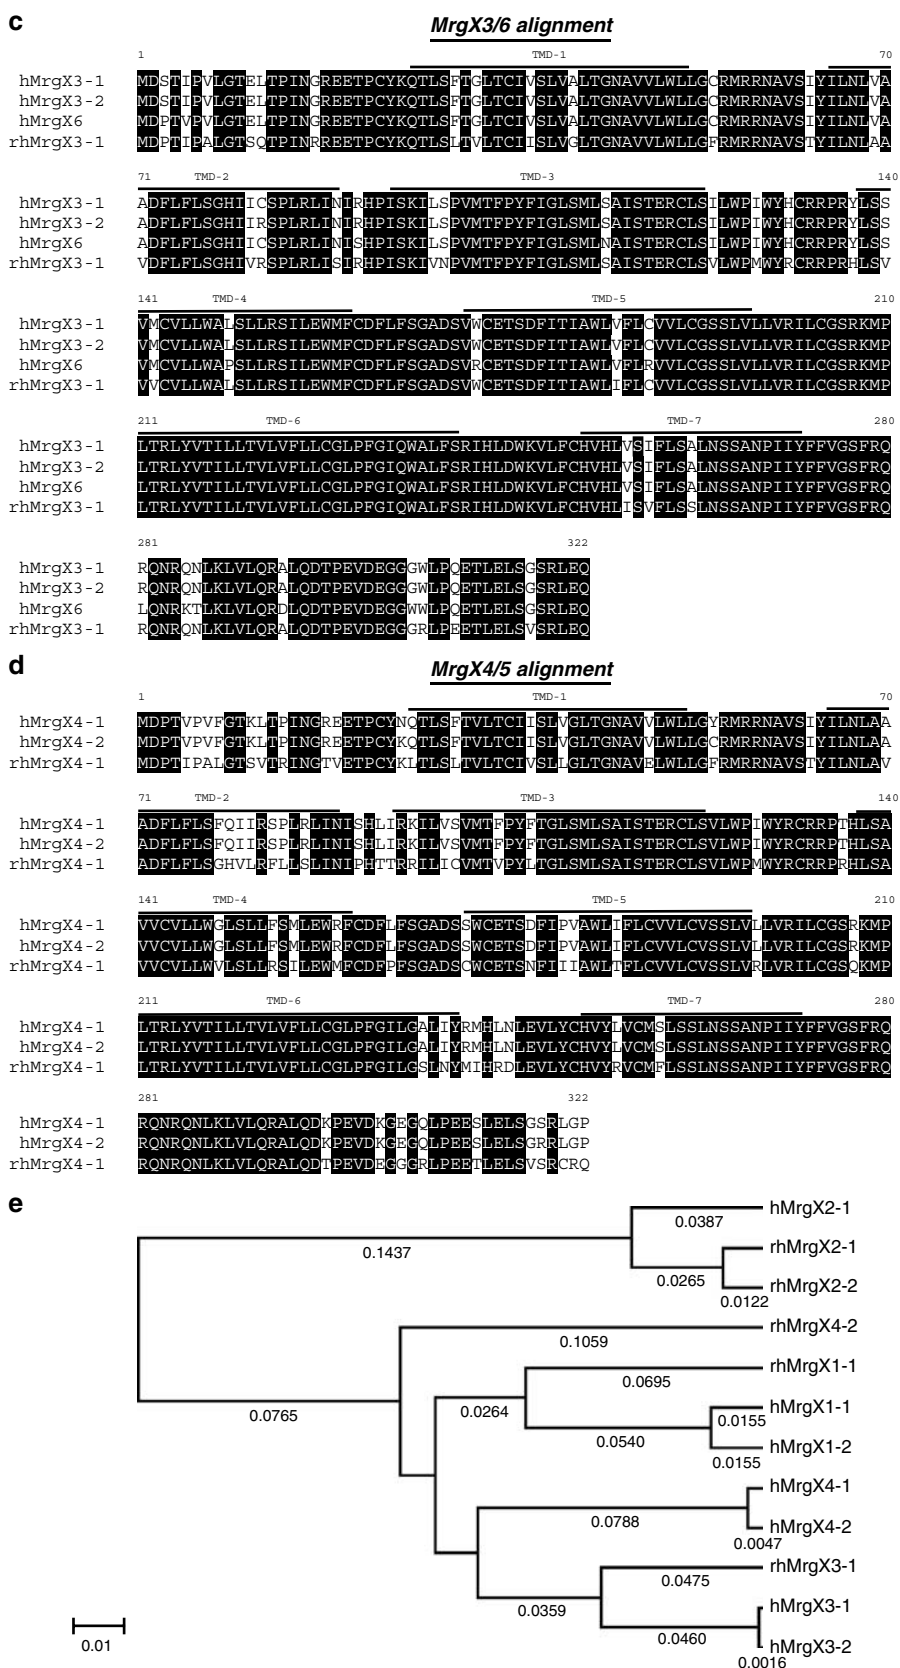 c
MrgX3/6 alignment
TMD-1
1 70
hMrgX3-1 MDSTIPVLGTELTPINGREETPCYKQTLSFTGLTCIVSLVALTGNAVVLWLLGCRMRRNAVSIYILNLVA
hMrgX3-2 MDSTIPVLGTELTPINGREETPCYKQTLSFTGLTCIVSLVALTGNAVVLWLLGCRMRRNAVSIYILNLVA
hMrgX6 MDPTVPVLGTELTPINGREETPCYKQTLSFTGLTCIVSLVALTGNAVVLWLLGCRMRRNAVSIYILNLVA
rhMrgX3-1 MDPTIPALGTSQTPINRREETPCYKQTLSLTVLTCIISLVGLTGNAVVLWLLGFRMRRNAVSTYILNLAA
71 TMD-2 TMD-3 140
hMrgX3-1 ADFLFLSGHIICSPLRLINIRHPISKILSPVMTFPYFIGLSMLSAISTERCLSILWPIWYHCRRPRYLSS
hMrgX3-2 ADFLFLSGHIIRSPLRLINIRHPISKILSPVMTFPYFIGLSMLSAISTERCLSILWPIWYHCRRPRYLSS
hMrgX6 ADFLFLSGHIICSPLRLINISHPISKILSPVMTFPYFIGLSMLNAISTERCLSILWPIWYHCRRPRYLSS
rhMrgX3-1 VDFLFLSGHIVRSPLRLISIRHPISKIVNPVMTFPYFIGLSMLSAISTERCLSVLWPMWYRCRRPRHLSV
141 TMD-4 TMD-5 210
hMrgX3-1 VMCVLLWALSLLRSILEWMFCDFLFSGADSVWCETSDFITIAWLVFLCVVLCGSSLVLLVRILCGSRKMP
hMrgX3-2 VMCVLLWALSLLRSILEWMFCDFLFSGADSVWCETSDFITIAWLVFLCVVLCGSSLVLLVRILCGSRKMP
hMrgX6 VMCVLLWAPSLLRSILEWMFCDFLFSGADSVRCETSDFITIAWLVFLRVVLCGSSLVLLVRILCGSRKMP
rhMrgX3-1 VVCVLLWALSLLRSILEWMFCDFLFSGADSVWCETSDFITIAWLIFLCVVLCGSSLVLLVRILCGSRKMP
211 TMD-6 TMD-7 280
hMrgX3-1 LTRLYVTILLTVLVFLLCGLPFGIQWALFSRIHLDWKVLFCHVHLVSIFLSALNSSANPIIYFFVGSFRQ
hMrgX3-2 LTRLYVTILLTVLVFLLCGLPFGIQWALFSRIHLDWKVLFCHVHLVSIFLSALNSSANPIIYFFVGSFRQ
hMrgX6 LTRLYVTILLTVLVFLLCGLPFGIQWALFSRIHLDWKVLFCHVHLVSIFLSALNSSANPIIYFFVGSFRQ
rhMrgX3-1 LTRLYVTILLTVLVFLLCGLPFGIQWALFSRIHLDWKVLFCHVHLISVFLSSLNSSANPIIYFFVGSFRQ
281 322
hMrgX3-1 RQNRQNLKLVLQRALQDTPEVDEGGGWLPQETLELSGSRLEQ
hMrgX3-2 RQNRQNLKLVLQRALQDTPEVDEGGGWLPQETLELSGSRLEQ
hMrgX6 LQNRKTLKLVLQRDLQDTPEVDEGGWWLPQETLELSGSRLEQ
rhMrgX3-1 RQNRQNLKLVLQRALQDTPEVDEGGGRLPEETLELSVSRLEQ
d
MrgX4/5 alignment
1 TMD-1 70
hMrgX4-1 MDPTVPVFGTKLTPINGREETPCYNQTLSFTVLTCIISLVGLTGNAVVLWLLGYRMRRNAVSIYILNLAA
hMrgX4-2 MDPTVPVFGTKLTPINGREETPCYKQTLSFTVLTCIISLVGLTGNAVVLWLLGCRMRRNAVSIYILNLAA
rhMrgX4-1 MDPTIPALGTSVTRINGTVETPCYKLTLSLTVLTCIVSLLGLTGNAVELWLLGFRMRRNAVSTYILNLAV
71 TMD-2 TMD-3 140
hMrgX4-1 ADFLFLSFQIIRSPLRLINISHLIRKILVSVMTFPYFTGLSMLSAISTERCLSVLWPIWYRCRRPTHLSA
hMrgX4-2 ADFLFLSFQIIRSPLRLINISHLIRKILVSVMTFPYFTGLSMLSAISTERCLSVLWPIWYRCRRPTHLSA
rhMrgX4-1 ADFLFLSGHVLRFLLSLINIPHTTRRILICVMTVPYLTGLSMLSAISTERCLSVLWPMWYRCRRPRHLSA
141 TMD-4 TMD-5 210
hMrgX4-1 VVCVLLWGLSLLFSMLEWRFCDFLFSGADSSWCETSDFIPVAWLIFLCVVLCVSSLVLLVRILCGSRKMP
hMrgX4-2 VVCVLLWGLSLLFSMLEWRFCDFLFSGADSSWCETSDFIPVAWLIFLCVVLCVSSLVLLVRILCGSRKMP
rhMrgX4-1 VVCVLLWVLSLLRSILEWMFCDFPFSGADSCWCETSNFIIIAWLTFLCVVLCVSSLVRLVRILCGSQKMP
211 TMD-6 TMD-7 280
hMrgX4-1 LTRLYVTILLTVLVFLLCGLPFGILGALIYRMHLNLEVLYCHVYLVCMSLSSLNSSANPIIYFFVGSFRQ
hMrgX4-2 LTRLYVTILLTVLVFLLCGLPFGILGALIYRMHLNLEVLYCHVYLVCMSLSSLNSSANPIIYFFVGSFRQ
rhMrgX4-1 LTRLYVTILLTVLVFLLCGLPFGILGSLNYMIHRDLEVLYCHVYRVCMFLSSLNSSANPIIYFFVGSFRQ
281 322
hMrgX4-1 RQNRQNLKLVLQRALQDKPEVDKGEGQLPEESLELSGSRLGP
hMrgX4-2 RQNRQNLKLVLQRALQDKPEVDKGEGQLPEESLELSGRRLGP
rhMrgX4-1 RQNRQNLKLVLQRALQDTPEVDEGGGRLPEETLELSVSRCRQ
e
hMrgX2-1
0.0387
rhMrgX2-1
0.1437
0.0265
rhMrgX2-2
0.0122
rhMrgX4-2
0.1059
rhMrgX1-1
0.0695
hMrgX1-1
0.0765
0.0264
0.0155
0.0540
hMrgX1-2
0.0155
hMrgX4-1
0.0788
hMrgX4-2
0.0047
rhMrgX3-1
0.0475
hMrgX3-1
0.0359
0.0460
hMrgX3-2
0.0016
0.01